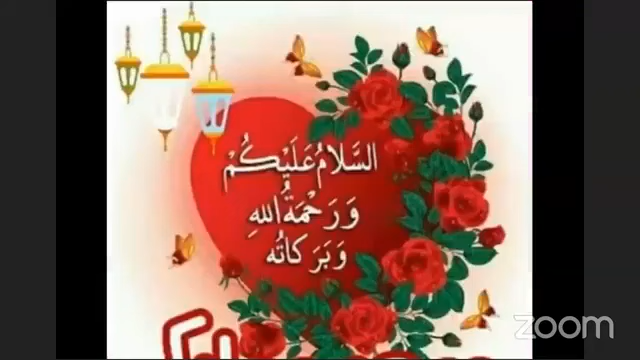 السَّلَامُ عَلَيْكُمْ
وَرَحْمَةُ اللهِ
وَبَرَكَاتُه
zoom